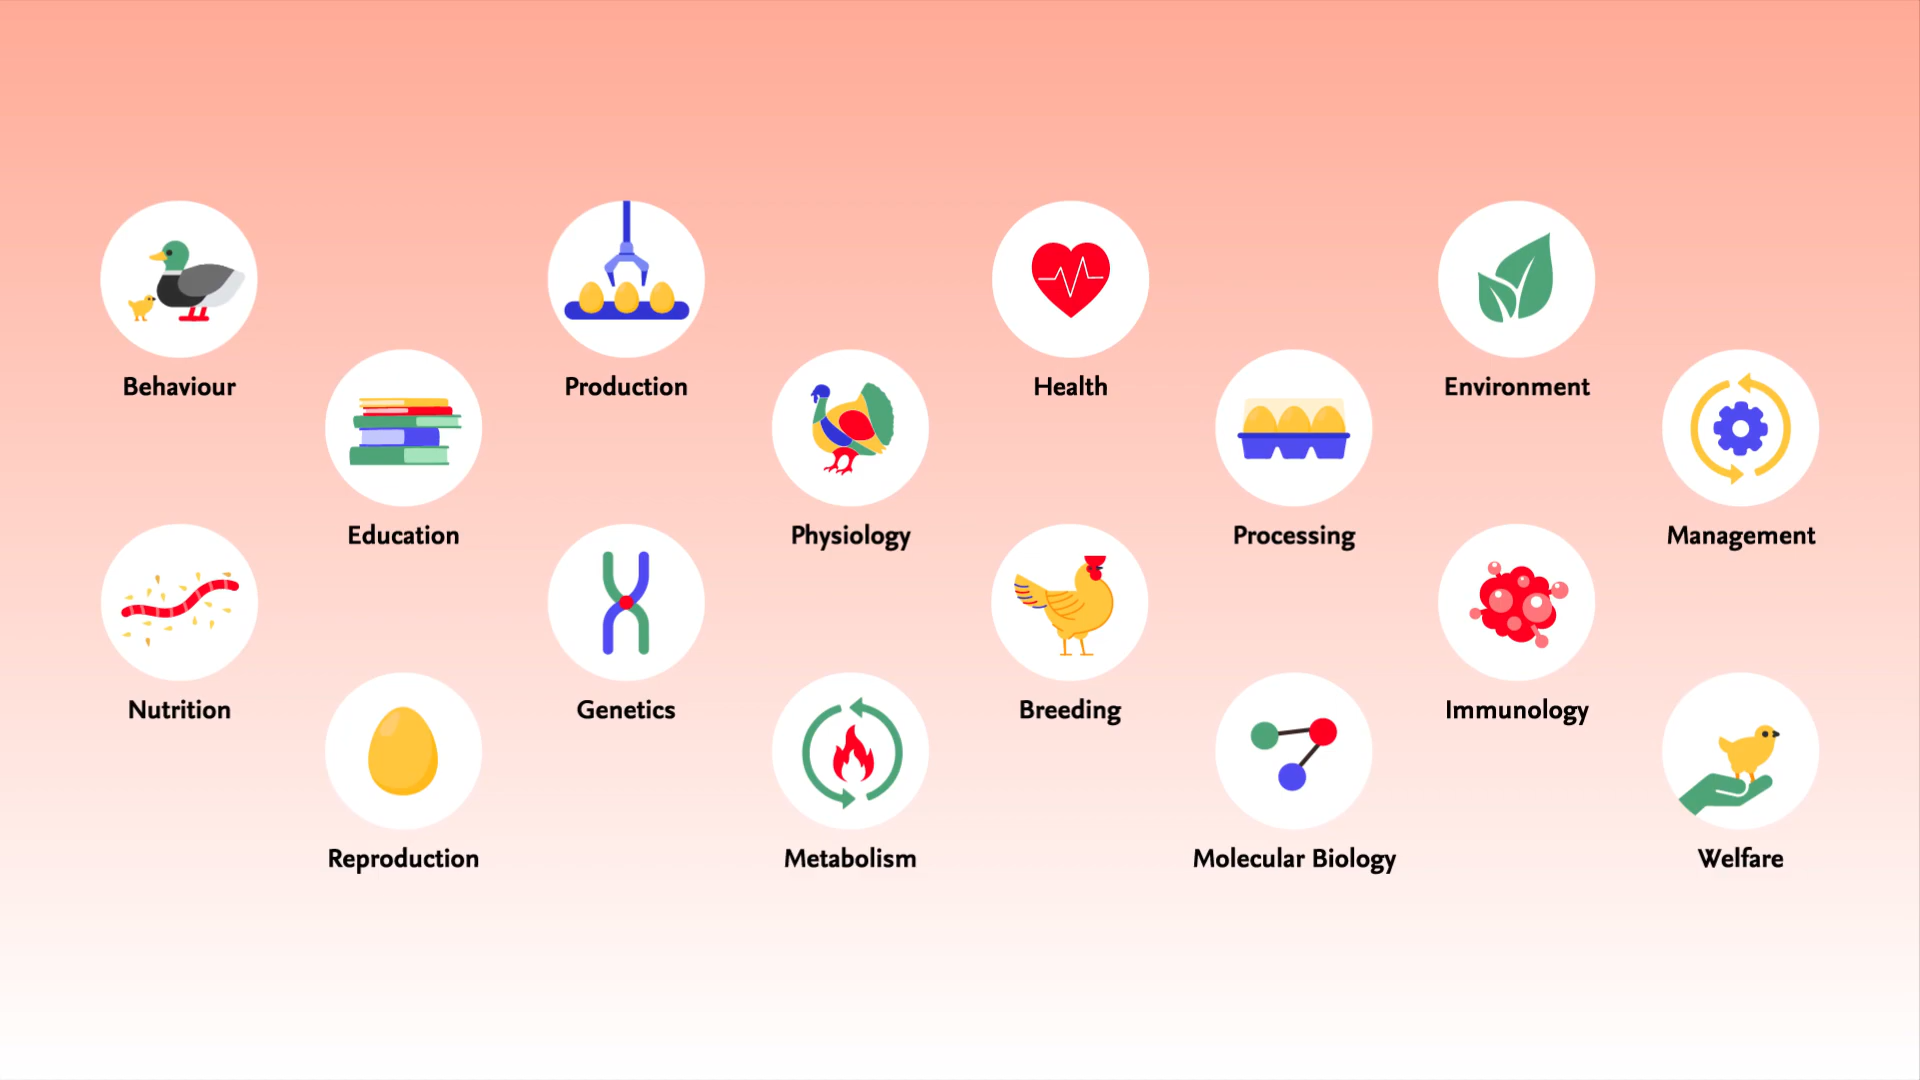 Behaviour
Production
Health
Environment
Education
Physiology
Processing
Management
Nutrition
Genetics
Breeding
Immunology
Reproduction
Metabolism
Molecular Biology
Welfare